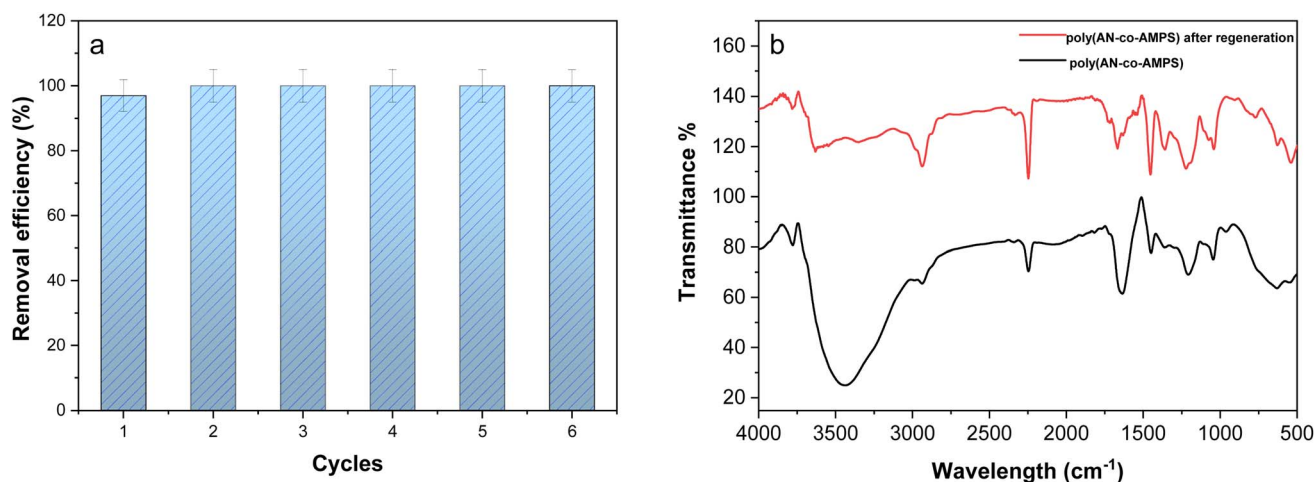 a
120
100
80
60
40
20
0
Removal efficiency (%)
1 2 3 4 5 6
Cycles
b
poly(AN-co-AMPS) after regeneration
poly(AN-co-AMPS)
160
140
120
100
80
60
40
20
Transmittance %
4000 3500 3000 2500 2000 1500 1000 500
Wavelength (cm⁻¹)